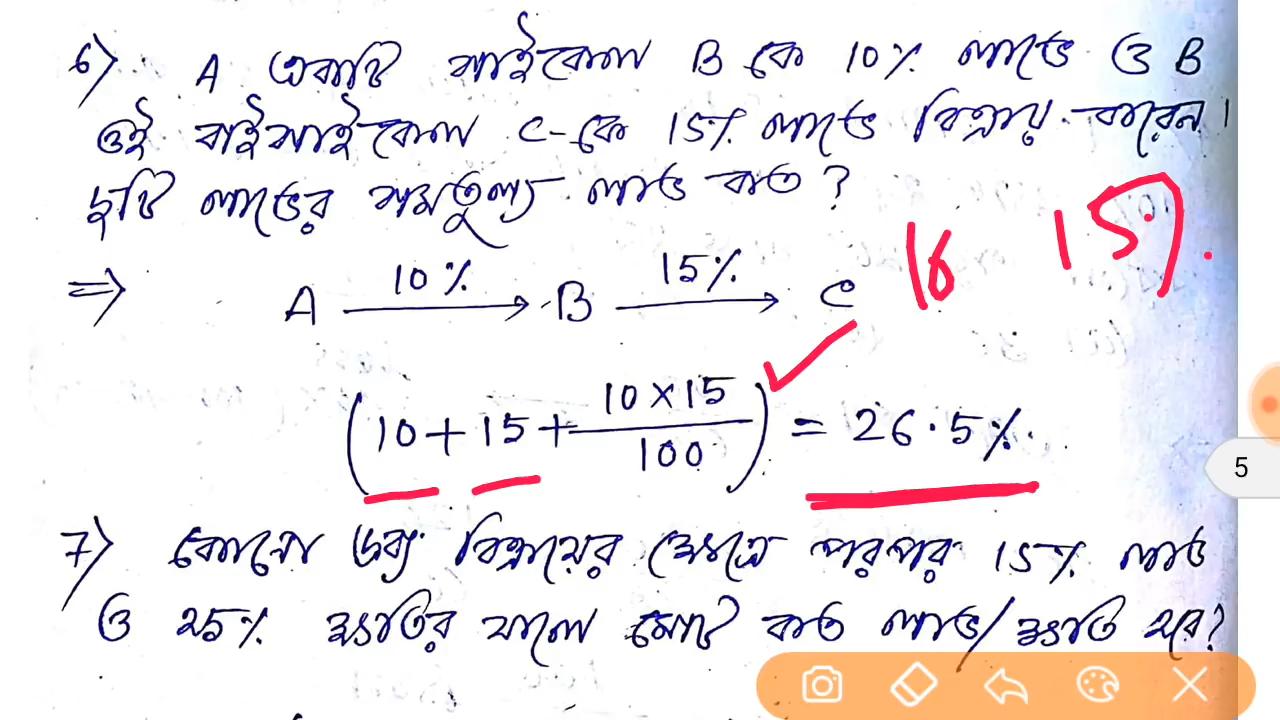 6) A একটি সাইকেল B কে 10% লাভে ও B
ওই বাইসাইকেল C-কে 15% লাভে বিক্রয় করেন।
দুটি লাভের সমতুল্য লাভ কত?
⇒ A 10% → B 15% → C 16 15%
(10 + 15 + 10 × 15 / 100) = 26.5%
7) কোনো দ্রব্য বিক্রয়ের ক্ষেত্রে পরপর 15% লাভ
ও 25% ক্ষতির ফলে মোট কত লাভ/ক্ষতি হবে?
5